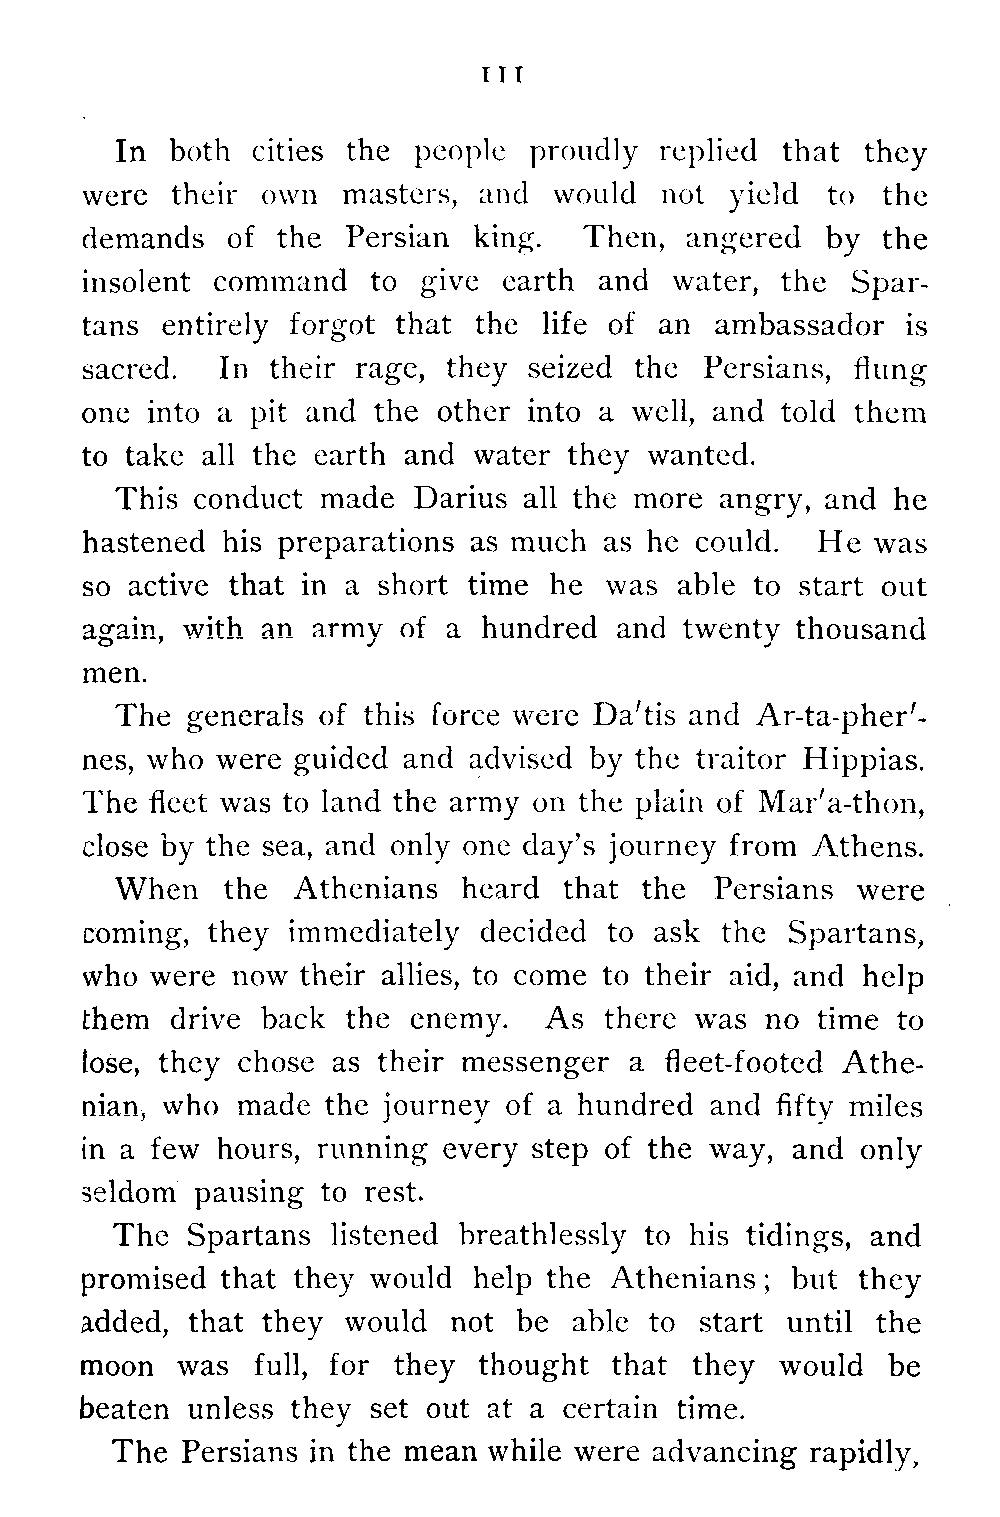 111
In both cities the people proudly replied that they
were their own masters, and would not yield to the
demands of the Persian king. Then, angered by the
insolent command to give earth and water, the Spar-
tans entirely forgot that the life of an ambassador is
sacred. In their rage, they seized the Persians, flung
one into a pit and the other into a well, and told them
to take all the earth and water they wanted.
This conduct made Darius all the more angry, and he
hastened his preparations as much as he could. He was
so active that in a short time he was able to start out
again, with an army of a hundred and twenty thousand
men.
The generals of this force were Da′tis and Ar-ta-pher′-
nes, who were guided and advised by the traitor Hippias.
The fleet was to land the army on the plain of Mar′a-thon,
close by the sea, and only one day's journey from Athens.
When the Athenians heard that the Persians were
coming, they immediately decided to ask the Spartans,
who were now their allies, to come to their aid, and help
them drive back the enemy. As there was no time to
lose, they chose as their messenger a fleet-footed Athe-
nian, who made the journey of a hundred and fifty miles
in a few hours, running every step of the way, and only
seldom pausing to rest.
The Spartans listened breathlessly to his tidings, and
promised that they would help the Athenians; but they
added, that they would not be able to start until the
moon was full, for they thought that they would be
beaten unless they set out at a certain time.
The Persians in the mean while were advancing rapidly,